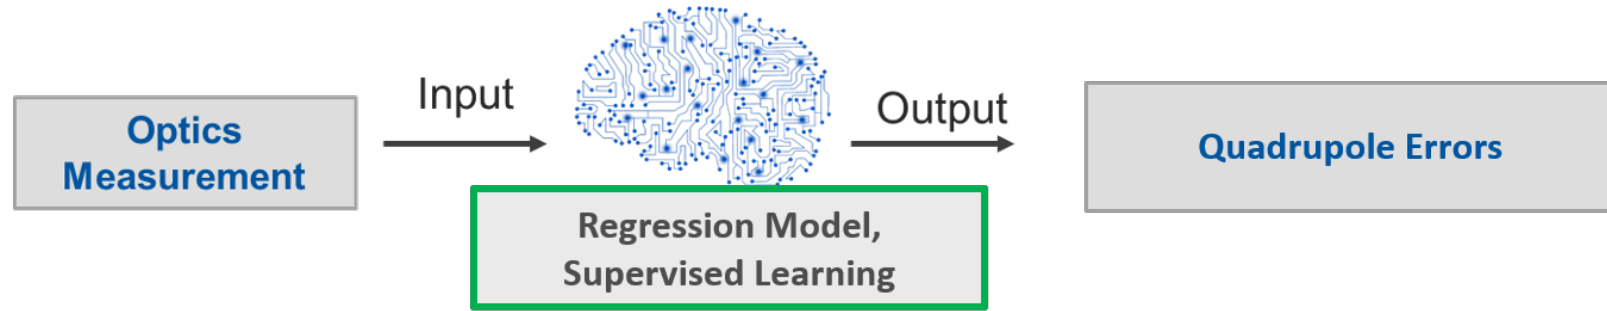 Optics
Measurement
Input
Regression Model,
Supervised Learning
Output
Quadrupole Errors